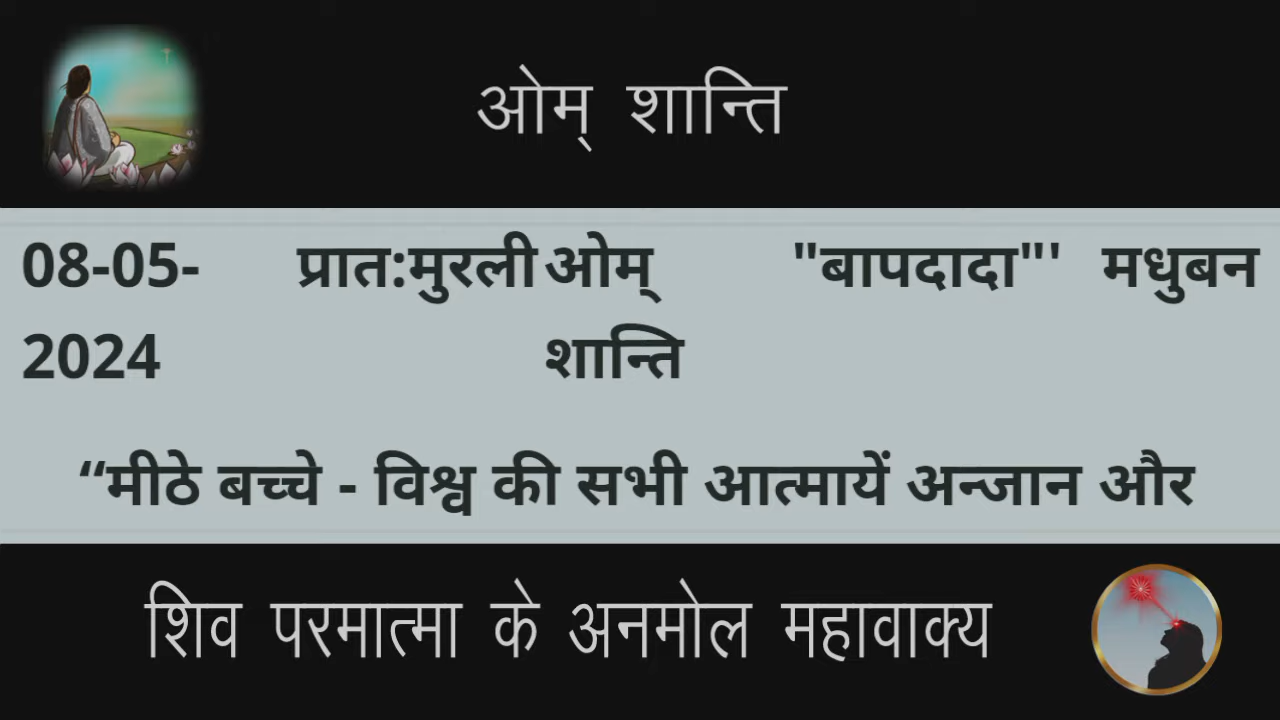 ओम् शान्ति
08-05- प्रात:मुरली ओम् "बापदादा"' मधुबन
2024 शान्ति
“मीठे बच्चे - विश्व की सभी आत्मायें अन्जान और
शिव परमात्मा के अनमोल महावाक्य